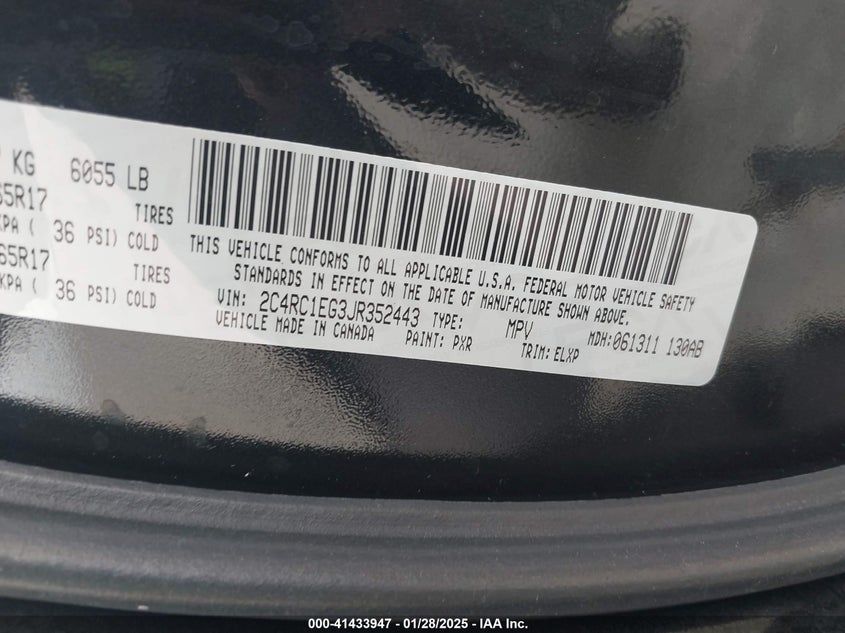 KG 6055 LB
65R17 TIRES
KPA ( 36 PSI) COLD
65R17 TIRES
KPA ( 36 PSI) COLD
THIS VEHICLE CONFORMS TO ALL APPLICABLE U.S.A. FEDERAL MOTOR VEHICLE SAFETY
STANDARDS IN EFFECT ON THE DATE OF MANUFACTURE SHOWN ABOVE.
VIN: 2C4RC1EG3JR352443 TYPE: MPV MDH:061311 130AB
VEHICLE MADE IN CANADA PAINT: PXR TRIM: ELXP
000-41433947 / 01/28/2025 - IAA Inc.